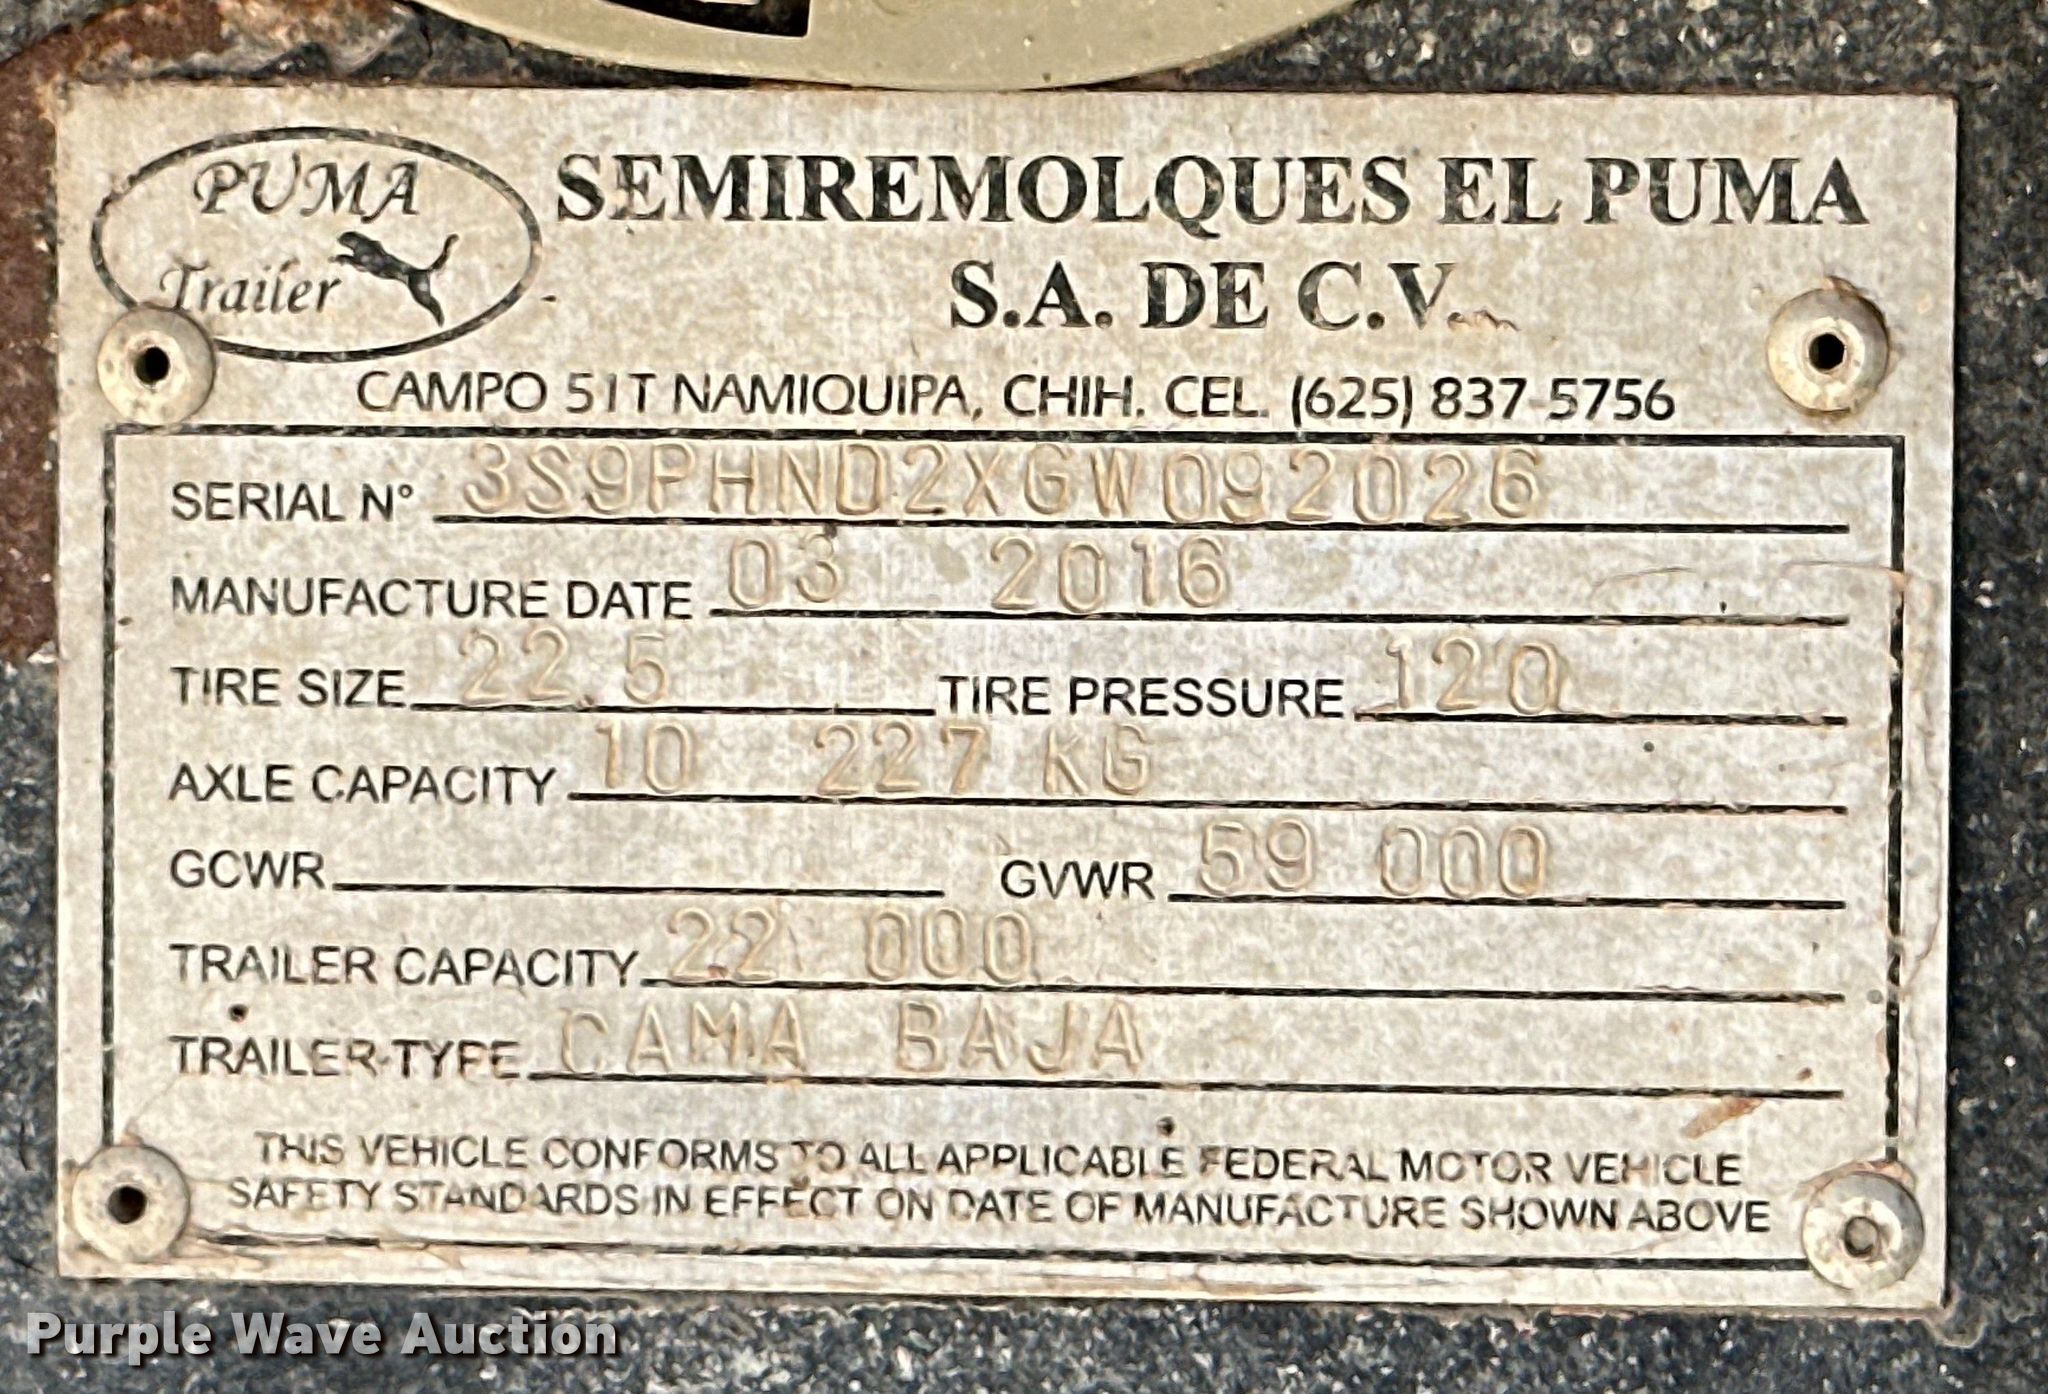 PUMA
Trailer
SEMIREMOLQUES EL PUMA
S.A. DE C.V.
CAMPO 51T NAMIQUIPA, CHIH. CEL. (625) 837-5756
SERIAL N° 3S9PHND2XGW092026
MANUFACTURE DATE 03 2016
TIRE SIZE 22.5 TIRE PRESSURE 120
AXLE CAPACITY 10 227 KG
GCWR GVWR 59 000
TRAILER CAPACITY 22 000
TRAILER-TYPE CAMA BAJA
THIS VEHICLE CONFORMS TO ALL APPLICABLE FEDERAL MOTOR VEHICLE
SAFETY STANDARDS IN EFFECT ON DATE OF MANUFACTURE SHOWN ABOVE
Purple Wave Auction